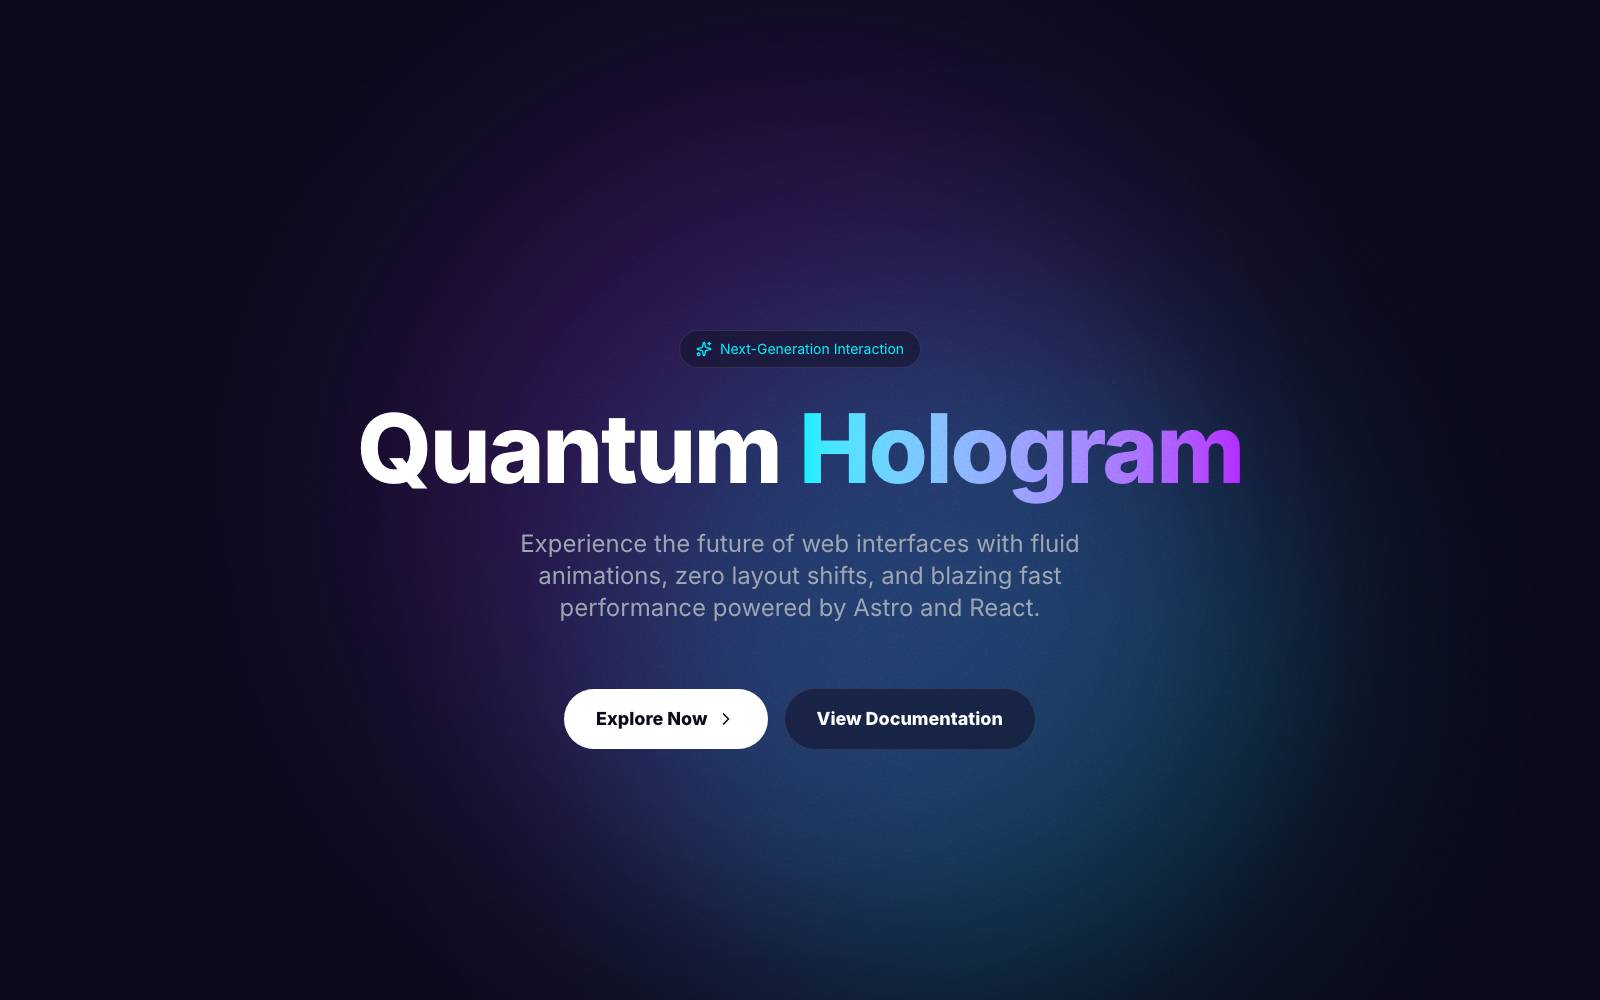 Next-Generation Interaction
Quantum Hologram
Experience the future of web interfaces with fluid
animations, zero layout shifts, and blazing fast
performance powered by Astro and React.
Explore Now
View Documentation